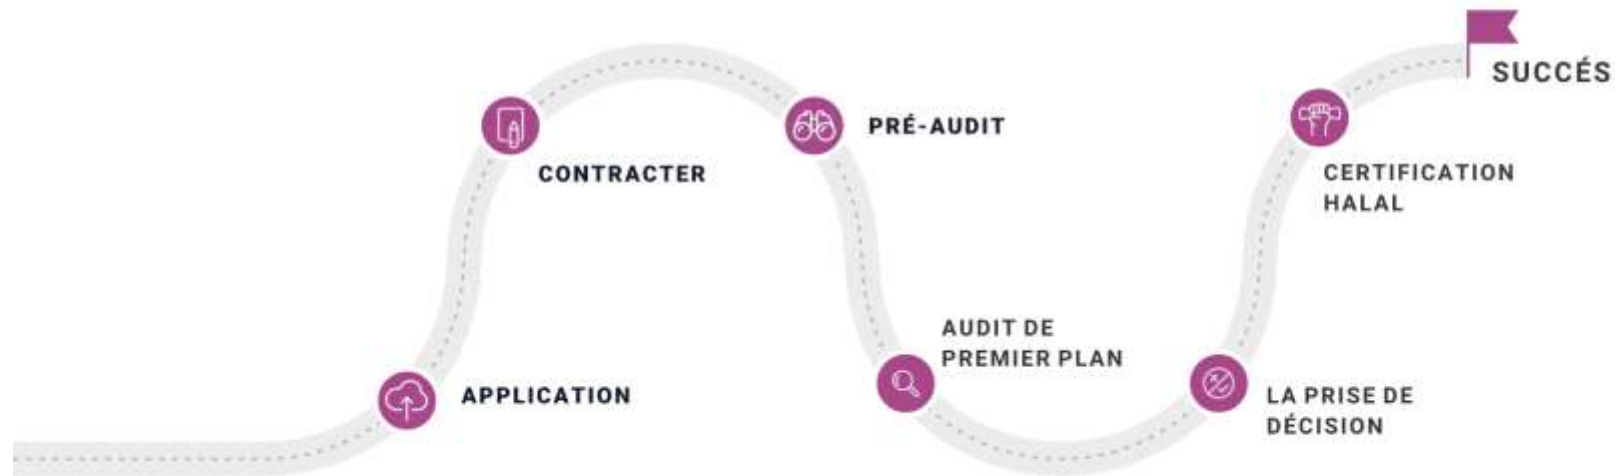 APPLICATION
CONTRACTER
PRÉ-AUDIT
AUDIT DE
PREMIER PLAN
LA PRISE DE
DÉCISION
CERTIFICATION
HALAL
SUCCÉS